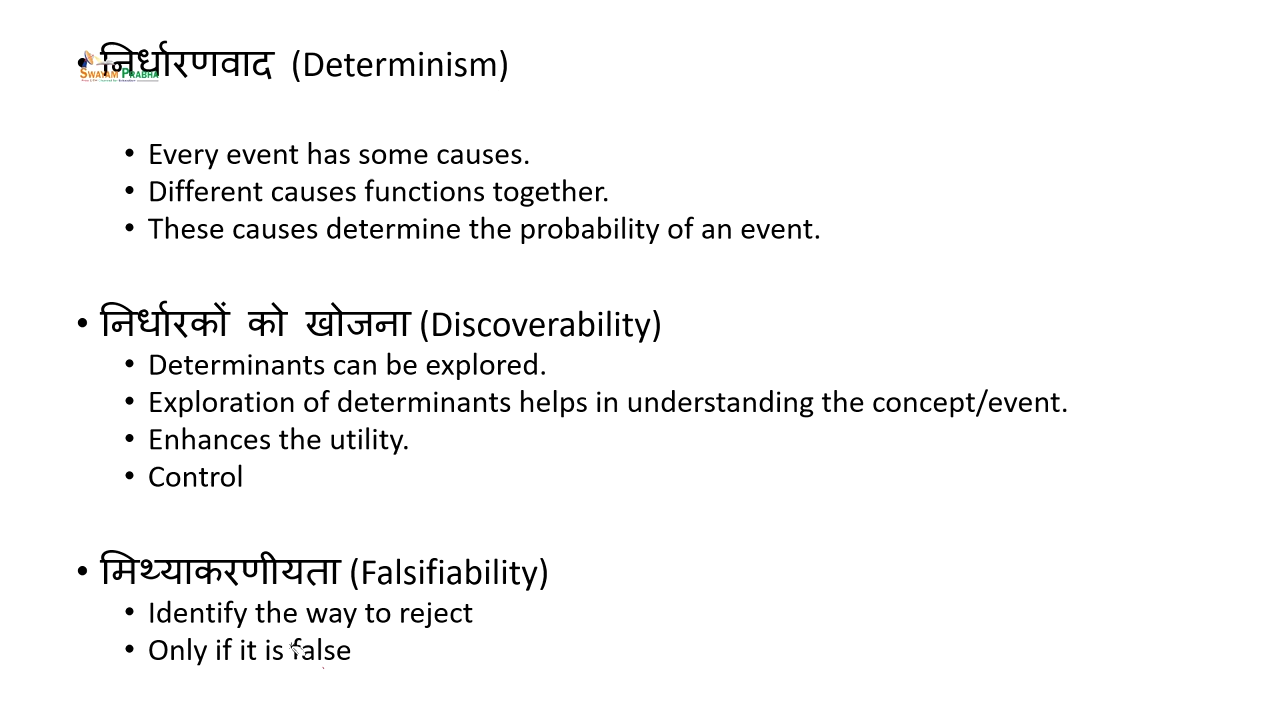 • निर्धारणवाद (Determinism)
SWAYAM PRABHA
• Every event has some causes.
• Different causes functions together.
• These causes determine the probability of an event.
• निर्धारकों को खोजना (Discoverability)
• Determinants can be explored.
• Exploration of determinants helps in understanding the concept/event.
• Enhances the utility.
• Control
• मिथ्याकरणीयता (Falsifiability)
• Identify the way to reject
• Only if it is false